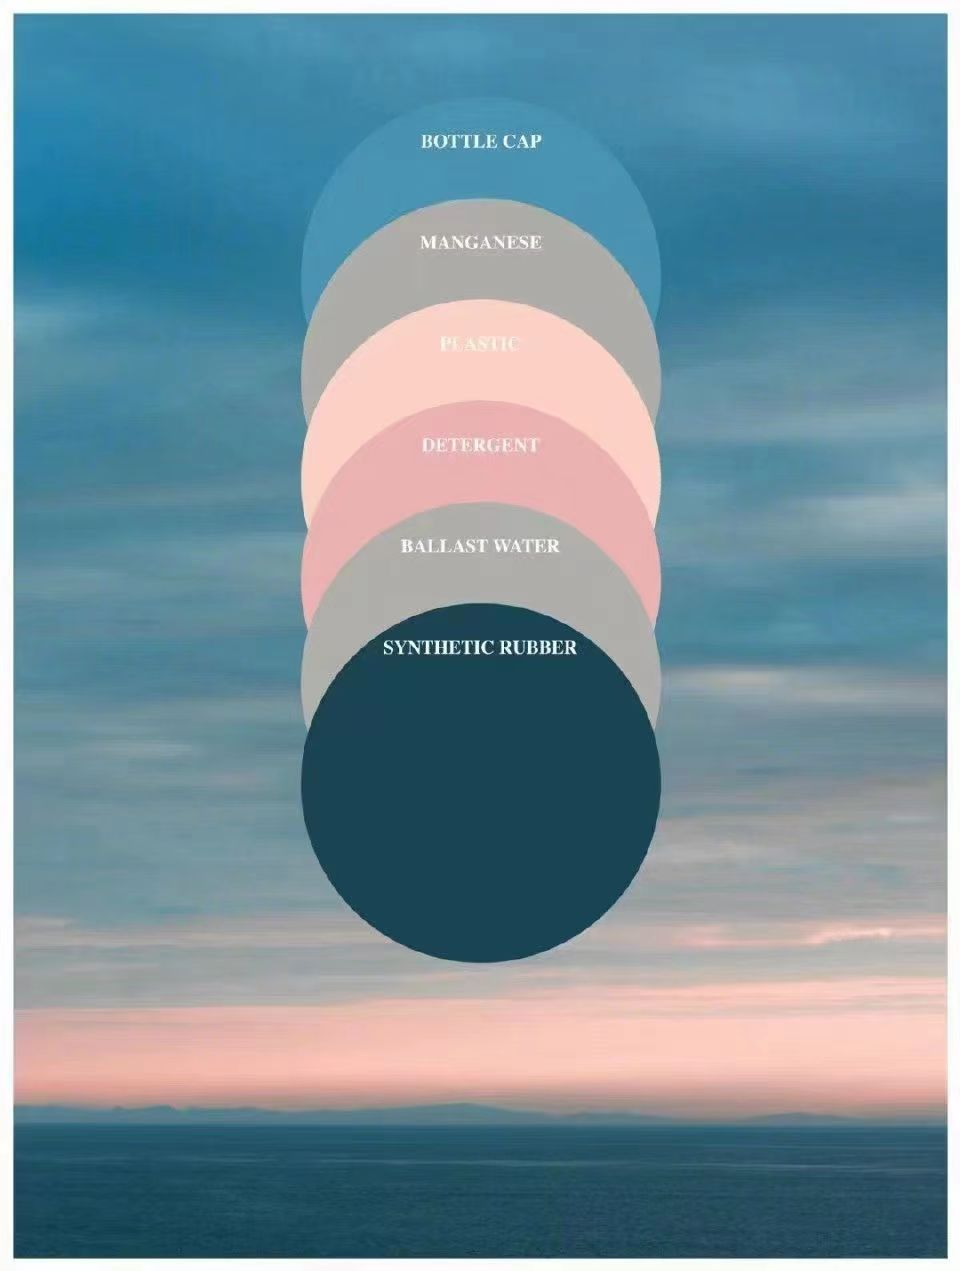 BOTTLE CAP
MANGANESE
PLASTIC
DETERGENT
BALLAST WATER
SYNTHETIC RUBBER